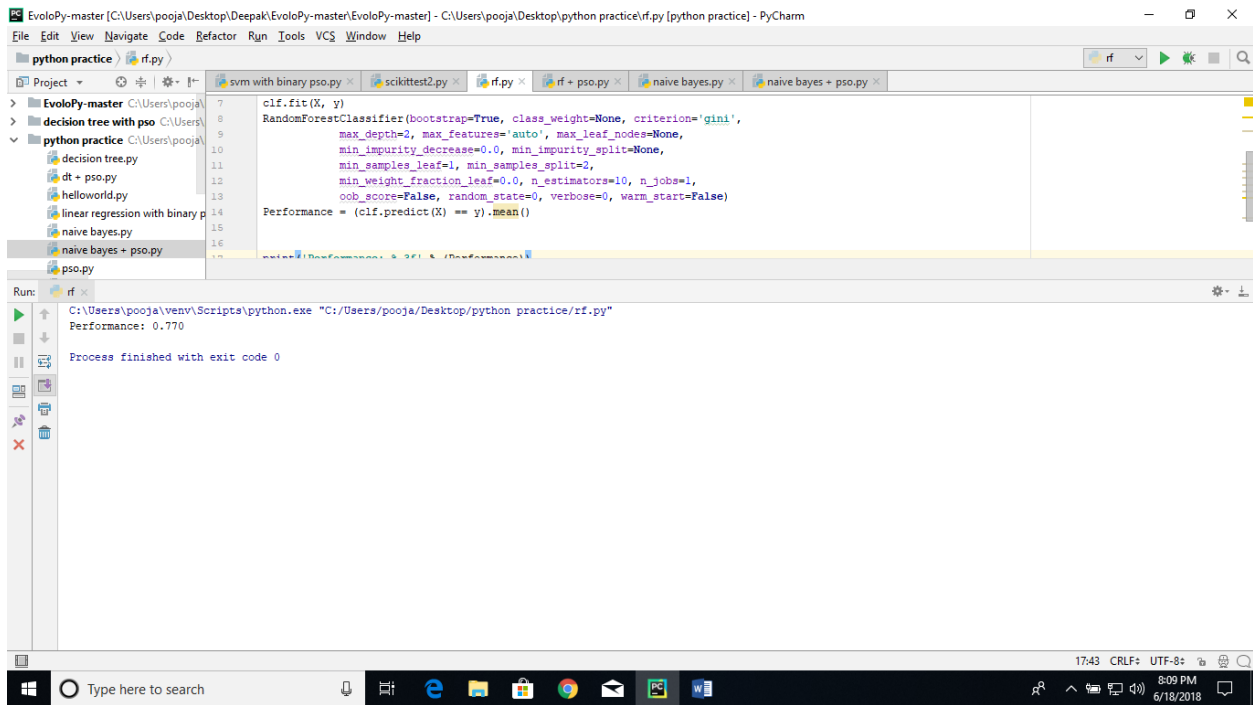 EvoloPy-master [C:\Users\pooja\Desktop\Deepak\EvoloPy-master\EvoloPy-master] - C:\Users\pooja\Desktop\python practice\rf.py [python practice] - PyCharm
File Edit View Navigate Code Refactor Run Tools VCS Window Help
python practice rf.py rf
Project svm with binary pso.py scikittest2.py rf.py rf + pso.py naive bayes.py naive bayes + pso.py
EvoloPy-master C:\Users\pooja\
decision tree with pso C:\Users\
python practice C:\Users\pooja\
decision tree.py
dt + pso.py
helloworld.py
linear regression with binary p
naive bayes.py
naive bayes + pso.py
pso.py
7 clf.fit(X, y)
8 RandomForestClassifier(bootstrap=True, class_weight=None, criterion='gini',
9 max_depth=2, max_features='auto', max_leaf_nodes=None,
10 min_impurity_decrease=0.0, min_impurity_split=None,
11 min_samples_leaf=1, min_samples_split=2,
12 min_weight_fraction_leaf=0.0, n_estimators=10, n_jobs=1,
13 oob_score=False, random_state=0, verbose=0, warm_start=False)
14 Performance = (clf.predict(X) == y).mean()
15
16
17 print('Performance: %.3f' % (Performance))
Run: rf
C:\Users\pooja\venv\Scripts\python.exe "C:/Users/pooja/Desktop/python practice/rf.py"
Performance: 0.770
Process finished with exit code 0
17:43 CRLF UTF-8
Type here to search
8:09 PM
6/18/2018